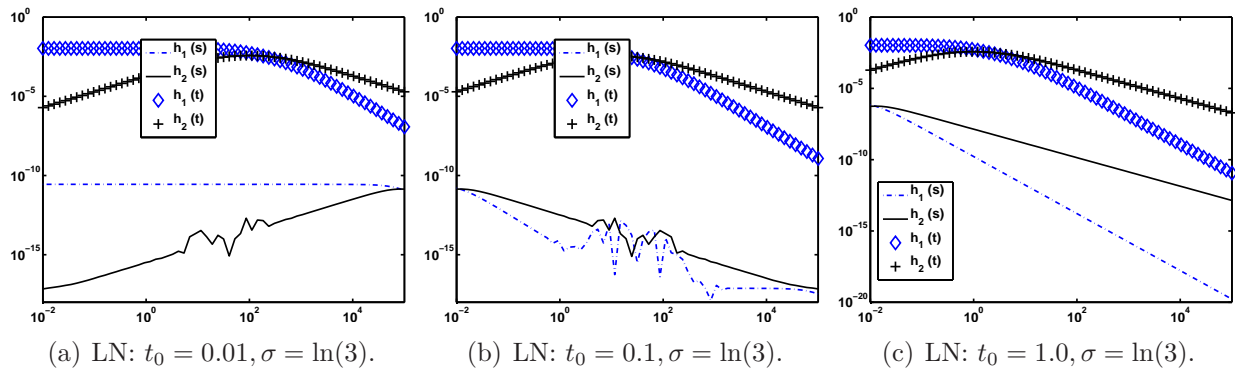 10^0
10^-5
10^-10
10^-15
10^-2 10^0 10^2 10^4
h_1 (s)
h_2 (s)
h_1 (t)
h_2 (t)
(a) LN: t_0 = 0.01, σ = ln(3).
10^0
10^-5
10^-10
10^-15
10^-2 10^0 10^2 10^4
h_1 (s)
h_2 (s)
h_1 (t)
h_2 (t)
(b) LN: t_0 = 0.1, σ = ln(3).
10^0
10^-5
10^-10
10^-15
10^-20
10^-2 10^0 10^2 10^4
h_1 (s)
h_2 (s)
h_1 (t)
h_2 (t)
(c) LN: t_0 = 1.0, σ = ln(3).